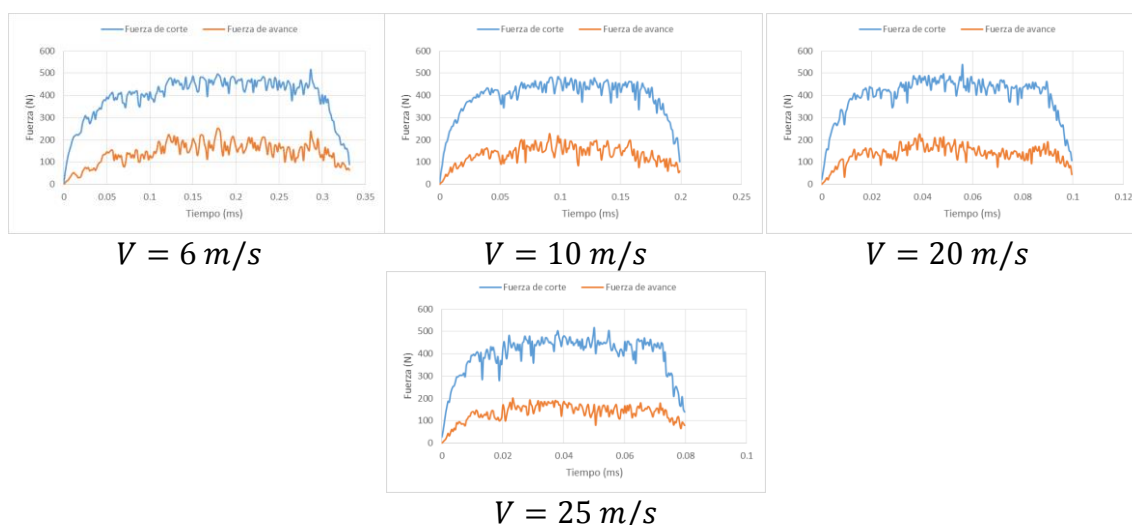 Fuerza de corte Fuerza de avance
600
500
400
300
200
100
0
Fuerza (N)
0 0.05 0.1 0.15 0.2 0.25 0.3 0.35
Tiempo (ms)
V = 6 m/s
Fuerza de corte Fuerza de avance
600
500
400
300
200
100
0
Fuerza (N)
0 0.05 0.1 0.15 0.2 0.25
Tiempo (ms)
V = 10 m/s
Fuerza de corte Fuerza de avance
600
500
400
300
200
100
0
Fuerza (N)
0 0.02 0.04 0.06 0.08 0.1 0.12
Tiempo (ms)
V = 20 m/s
Fuerza de corte Fuerza de avance
600
500
400
300
200
100
0
Fuerza (N)
0 0.02 0.04 0.06 0.08 0.1
Tiempo (ms)
V = 25 m/s